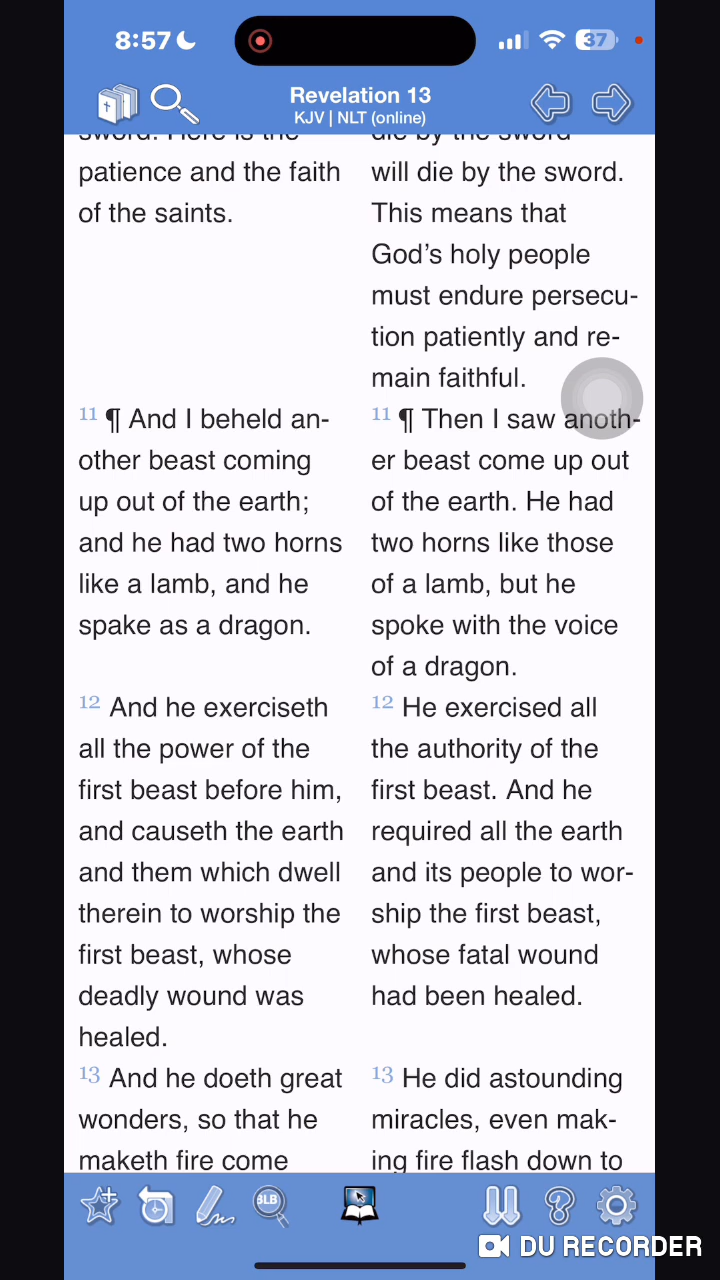 8:57
37
Revelation 13
KJV | NLT (online)
sword. Here is the
patience and the faith
of the saints.
11 ¶ And I beheld an-
other beast coming
up out of the earth;
and he had two horns
like a lamb, and he
spake as a dragon.
12 And he exerciseth
all the power of the
first beast before him,
and causeth the earth
and them which dwell
therein to worship the
first beast, whose
deadly wound was
healed.
13 And he doeth great
wonders, so that he
maketh fire come
die by the sword
will die by the sword.
This means that
God’s holy people
must endure persecu-
tion patiently and re-
main faithful.
11 ¶ Then I saw anoth-
er beast come up out
of the earth. He had
two horns like those
of a lamb, but he
spoke with the voice
of a dragon.
12 He exercised all
the authority of the
first beast. And he
required all the earth
and its people to wor-
ship the first beast,
whose fatal wound
had been healed.
13 He did astounding
miracles, even mak-
ing fire flash down to
BLB
DU RECORDER